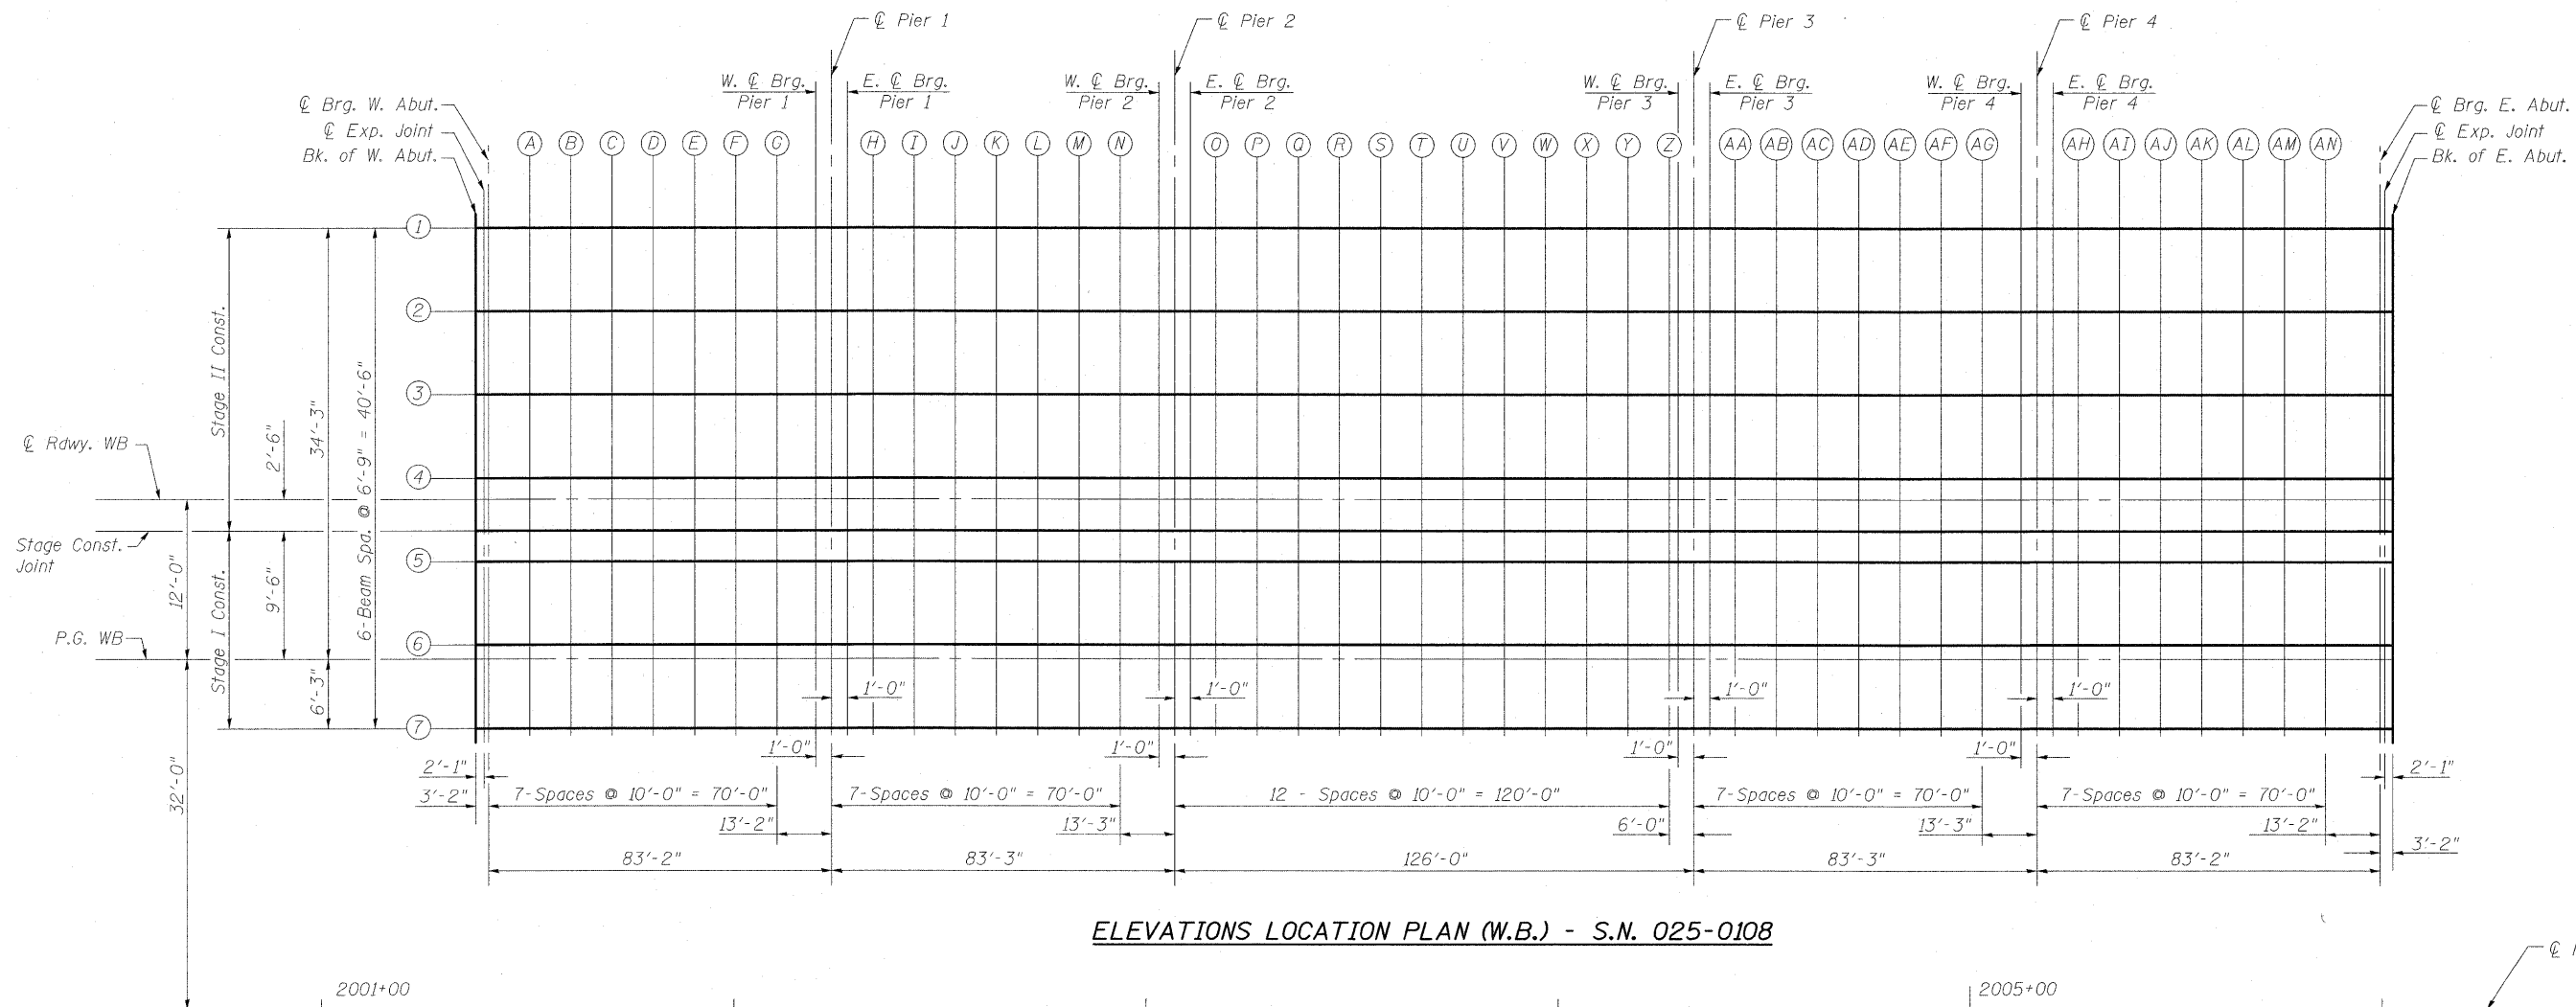 ℄ Pier 1
℄ Pier 2
℄ Pier 3
℄ Pier 4
W. ℄ Brg.
Pier 1
E. ℄ Brg.
Pier 1
W. ℄ Brg.
Pier 2
E. ℄ Brg.
Pier 2
W. ℄ Brg.
Pier 3
E. ℄ Brg.
Pier 3
W. ℄ Brg.
Pier 4
E. ℄ Brg.
Pier 4
℄ Brg. W. Abut.
℄ Exp. Joint
Bk. of W. Abut.
℄ Brg. E. Abut.
℄ Exp. Joint
Bk. of E. Abut.
A B C D E F G H I J K L M N O P Q R S T U V W X Y Z AA AB AC AD AE AF AG AH AI AJ AK AL AM AN
1
2
3
4
5
6
7
℄ Rdwy. WB
Stage Const.
Joint
P.G. WB
Stage II Const.
Stage I Const.
2'-6"
9'-6"
34'-3"
6'-3"
6-Beam Spa. @ 6'-9" = 40'-6"
12'-0"
32'-0"
1'-0"
1'-0"
1'-0"
1'-0"
1'-0"
1'-0"
1'-0"
1'-0"
2'-1"
2'-1"
3'-2"
7-Spaces @ 10'-0" = 70'-0"
7-Spaces @ 10'-0" = 70'-0"
12 - Spaces @ 10'-0" = 120'-0"
7-Spaces @ 10'-0" = 70'-0"
7-Spaces @ 10'-0" = 70'-0"
13'-2"
13'-3"
6'-0"
13'-3"
13'-2"
3'-2"
83'-2"
83'-3"
126'-0"
83'-3"
83'-2"
ELEVATIONS LOCATION PLAN (W.B.) - S.N. 025-0108
℄
2001+00
2005+00